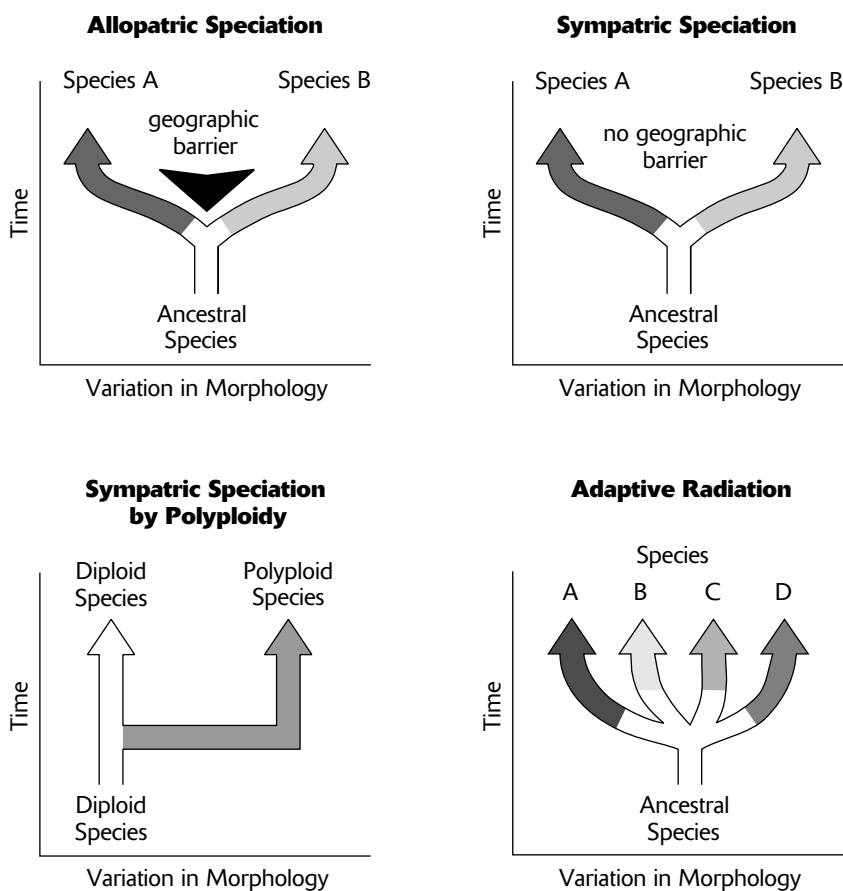 Allopatric Speciation
Species A
Species B
geographic
barrier
Time
Ancestral
Species
Variation in Morphology
Sympatric Speciation
Species A
Species B
no geographic
barrier
Time
Ancestral
Species
Variation in Morphology
Sympatric Speciation
by Polyploidy
Diploid
Species
Polyploid
Species
Time
Diploid
Species
Variation in Morphology
Adaptive Radiation
Species
A B C D
Time
Ancestral
Species
Variation in Morphology